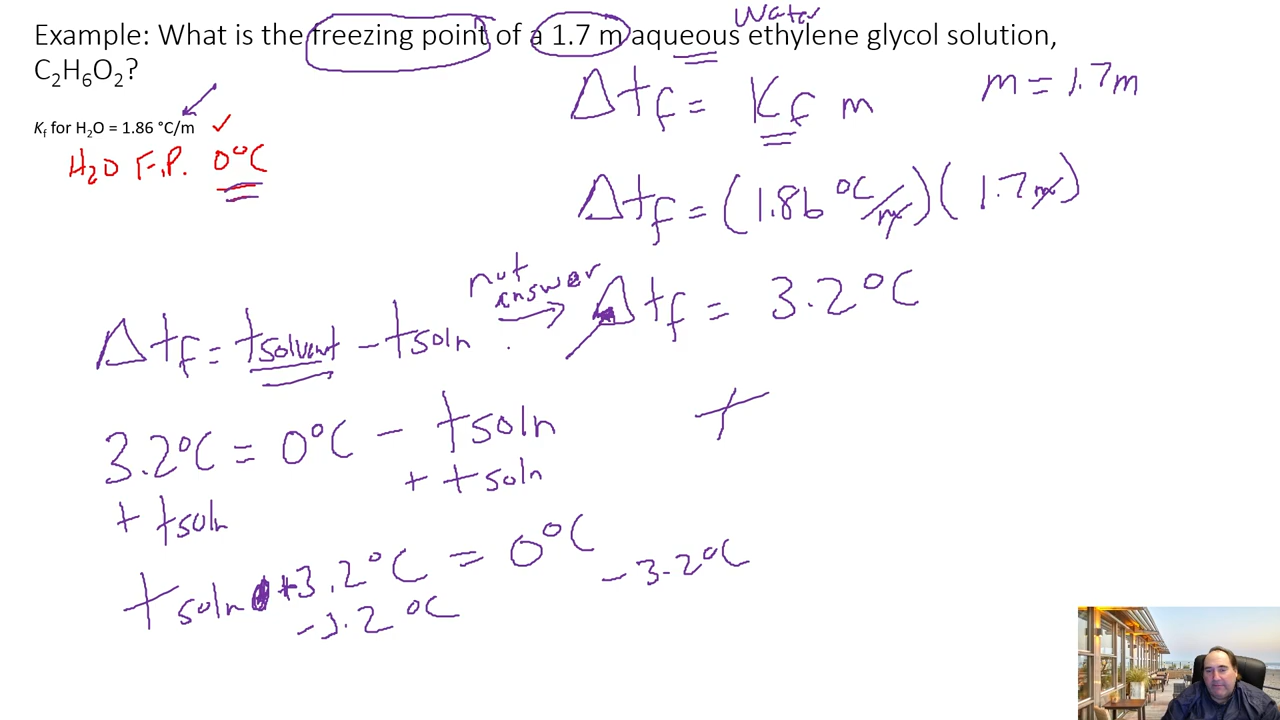 Water
Example: What is the freezing point of a 1.7 m aqueous ethylene glycol solution,
C₂H₆O₂?
Δtf = Kf m
m = 1.7m
Kf for H₂O = 1.86 °C/m ✓
H₂O F.P. 0°C
Δtf = (1.86 °C/m)(1.7m)
not
answer
Δtf = 3.2°C
Δtf = tsolvent - tsoln
3.2°C = 0°C - tsoln
+ tsoln + tsoln
t
tsoln +3.2°C = 0°C
-3.2°C -3.2°C